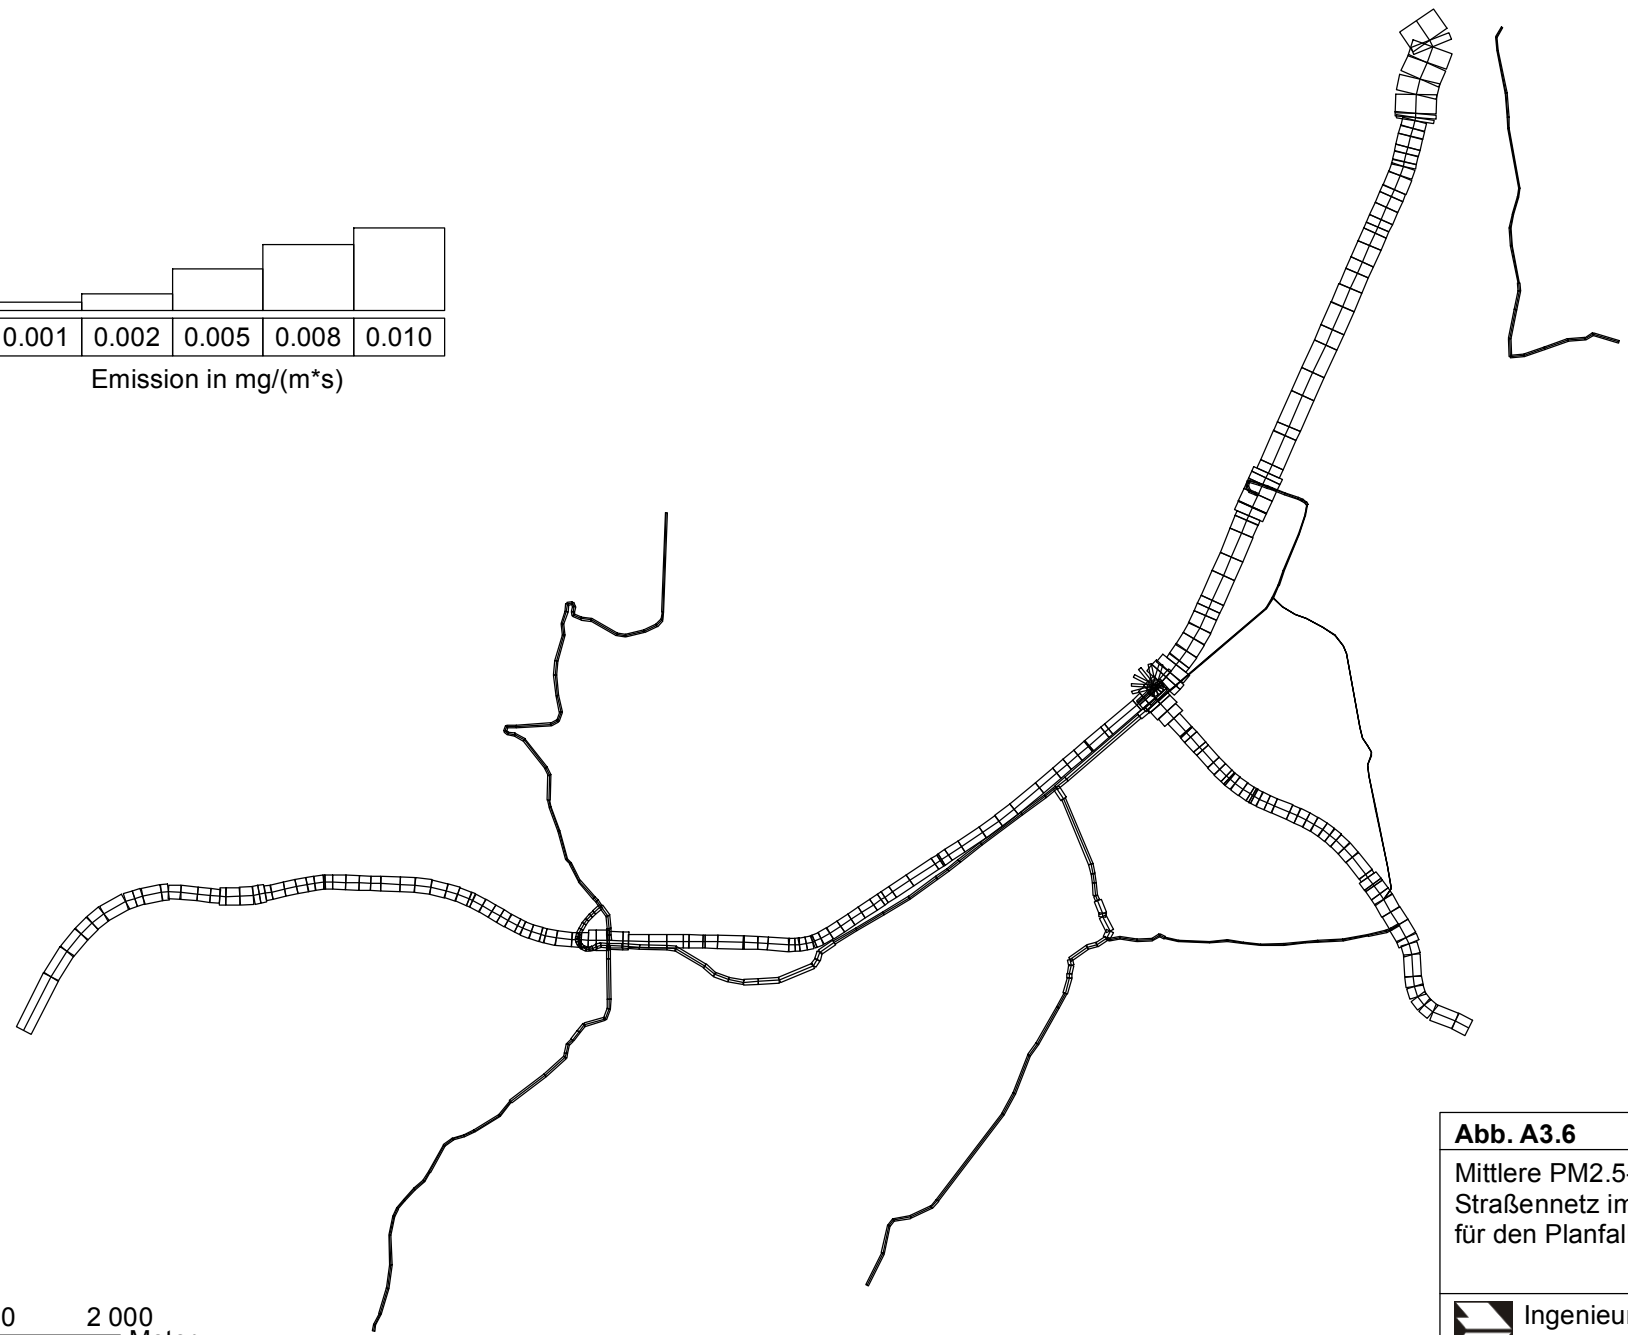 0.001 0.002 0.005 0.008 0.010
Emission in mg/(m*s)
Abb. A3.6
Mittlere PM2.5-
Straßennetz im
für den Planfal
Ingenieur
0 2 000
Meter